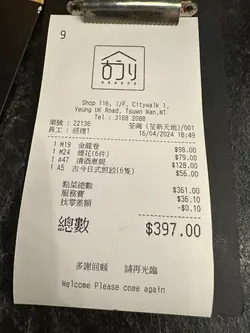 9
Shop 116, 1/F, Citywalk 1,
Yeung UK Road, Tsuen Wan,NT
Tel : 3188 2088
單號 : 22136 荃灣 (荃新天地)/001
員工 : 經理1 16/04/2024 18:49
1 M19 金龍卷 $98.00
1 M24 (6件) $79.00
1 A47 清酒煮蜆 $128.00
1 A5 古今日式煎餃(6隻) $56.00
點菜總數 $361.00
服務費 $36.10
找零差額 -$0.10
總數 $397.00
多謝回顧 請再光臨
Welcome Please come again